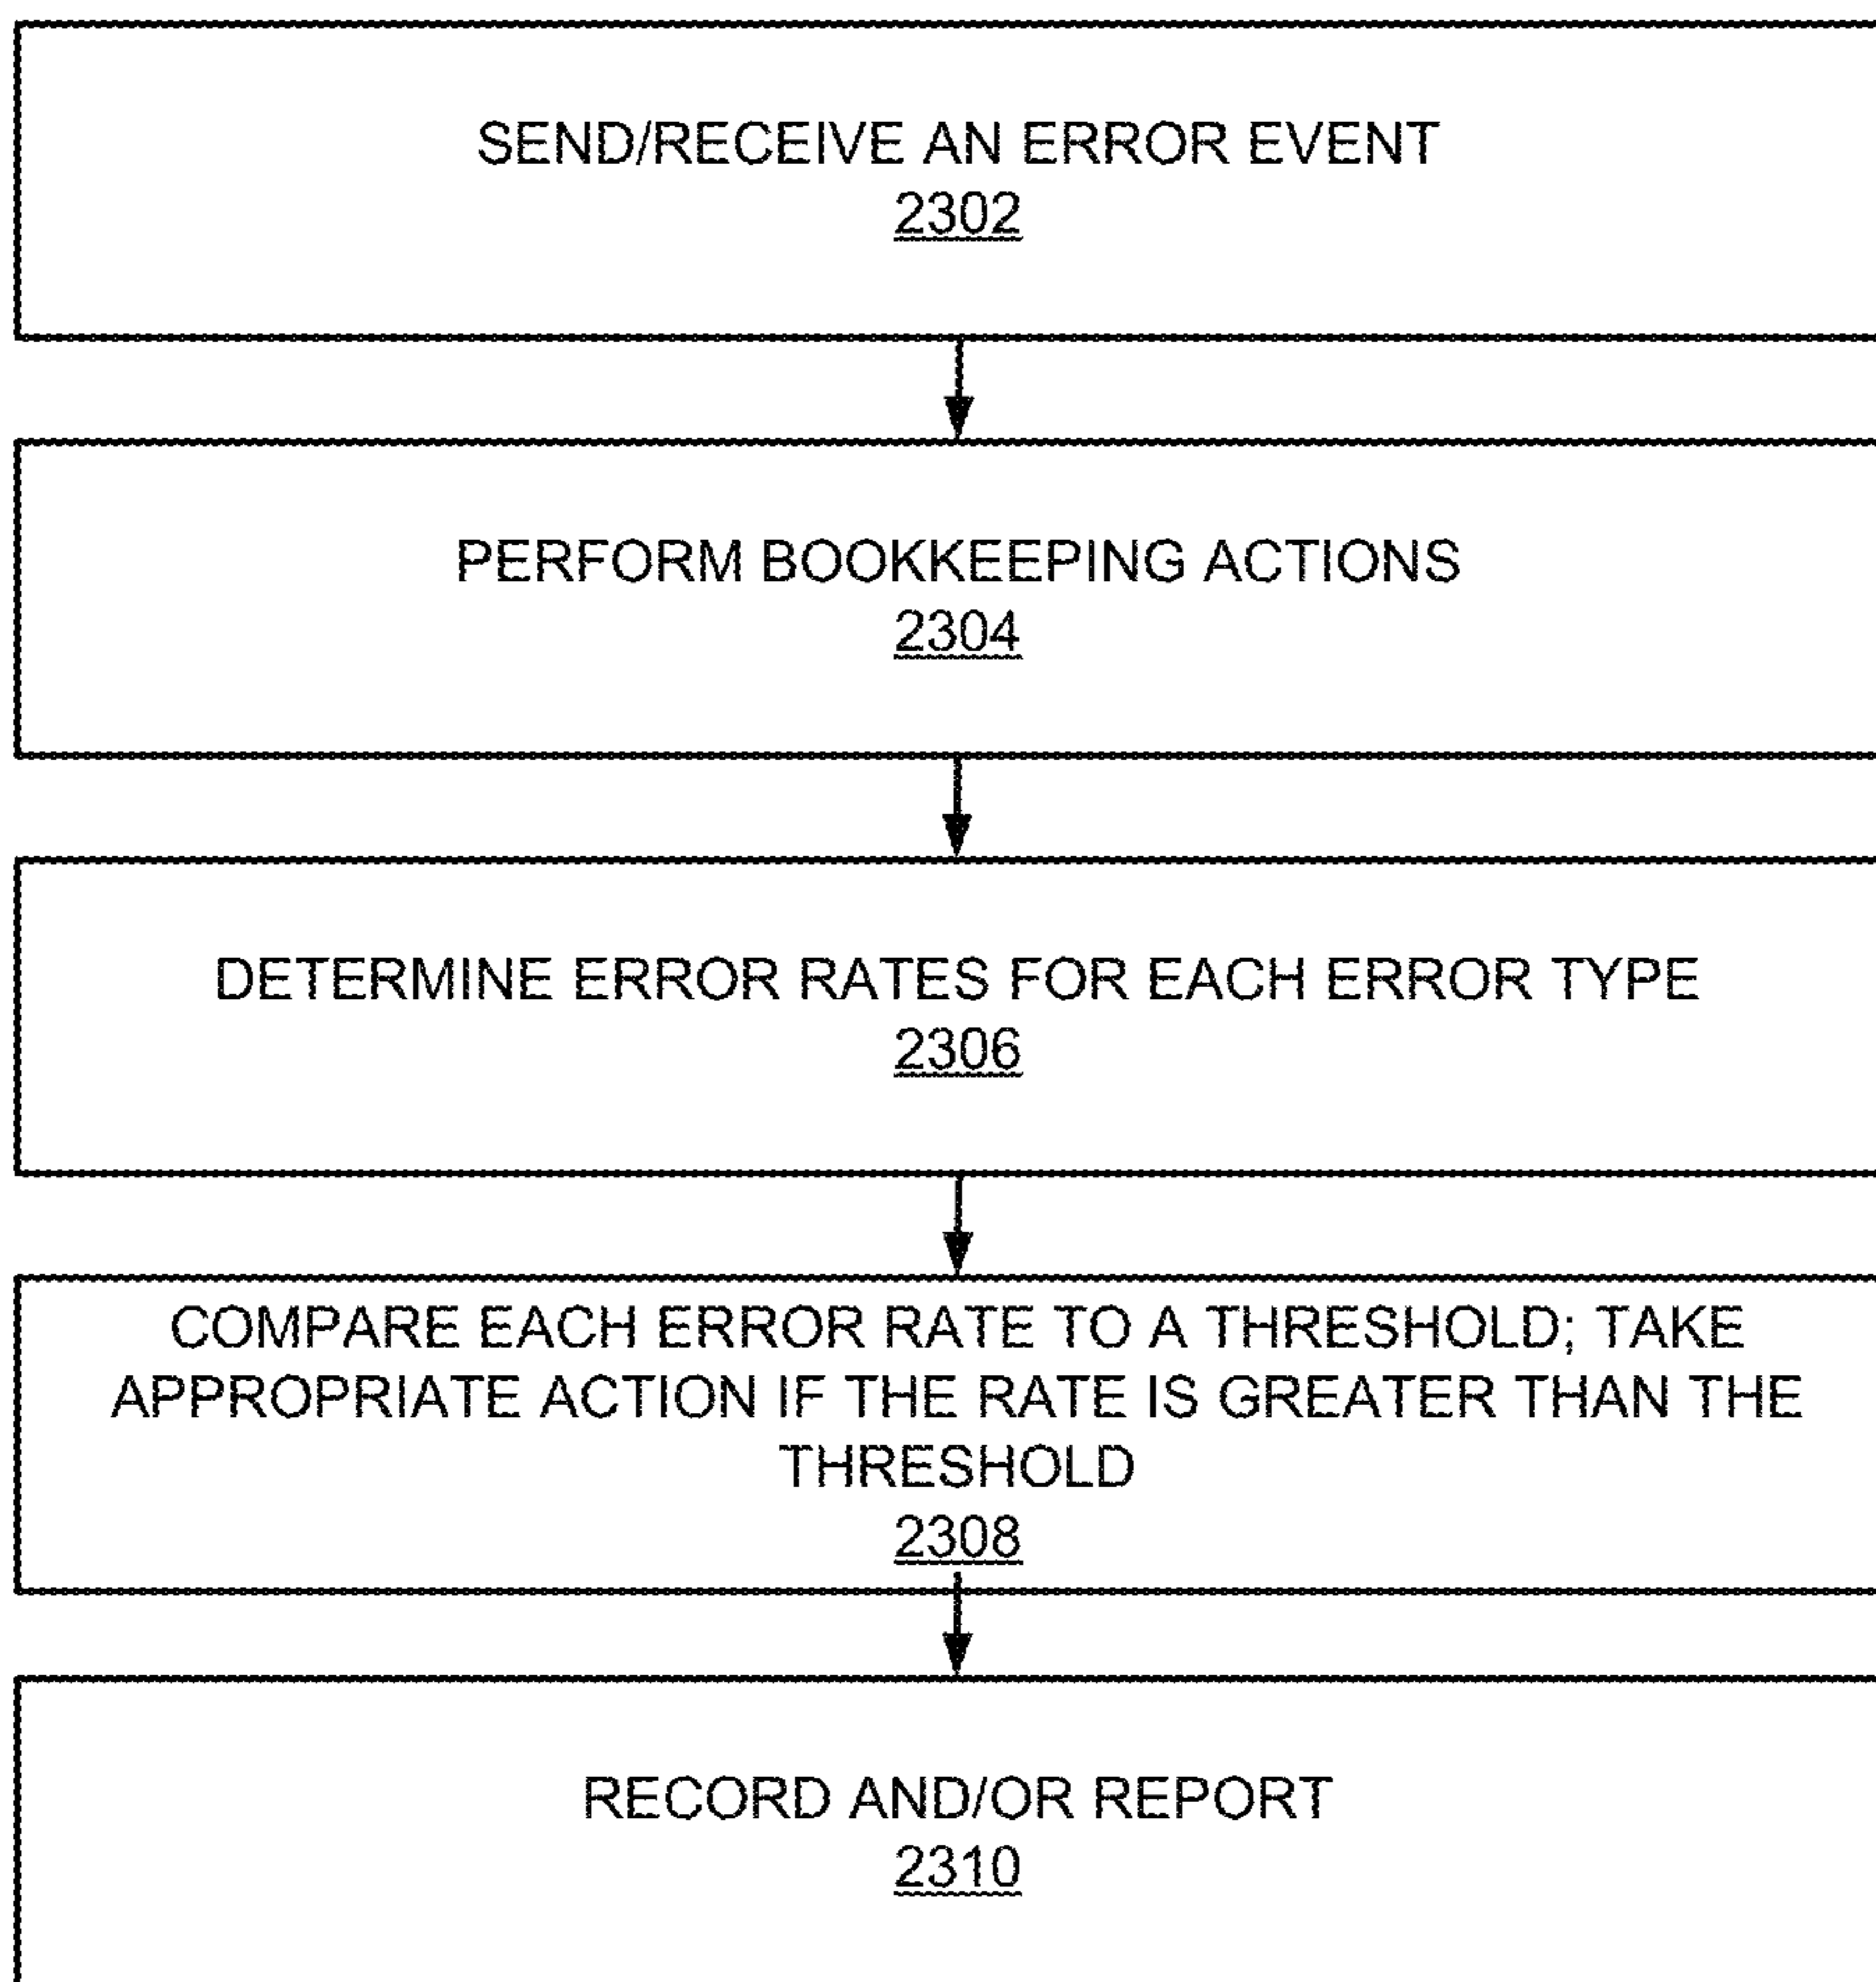 SEND/RECEIVE AN ERROR EVENT
2302
PERFORM BOOKKEEPING ACTIONS
2304
DETERMINE ERROR RATES FOR EACH ERROR TYPE
2306
COMPARE EACH ERROR RATE TO A THRESHOLD; TAKE
APPROPRIATE ACTION IF THE RATE IS GREATER THAN THE
THRESHOLD
2308
RECORD AND/OR REPORT
2310